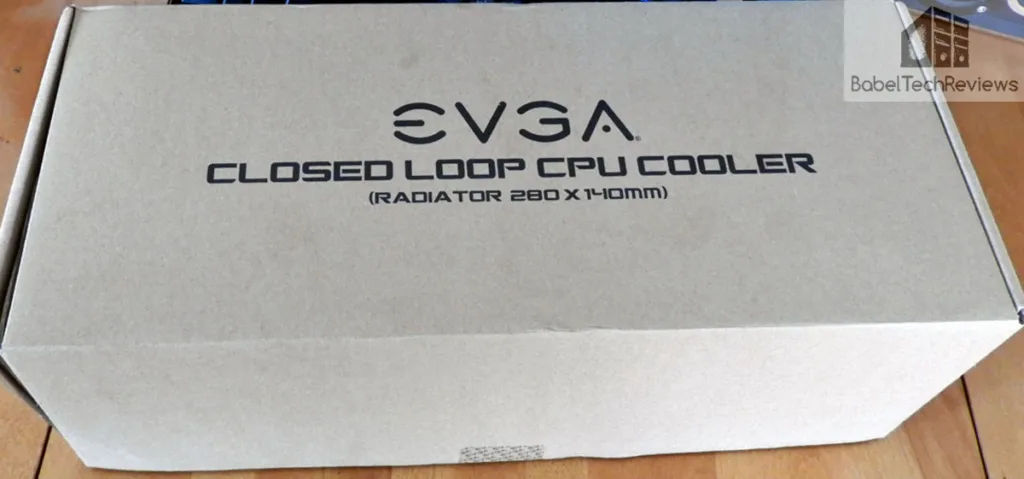 BabelTechReviews
EVGA
CLOSED LOOP CPU COOLER
(RADIATOR 280 X 140mm)